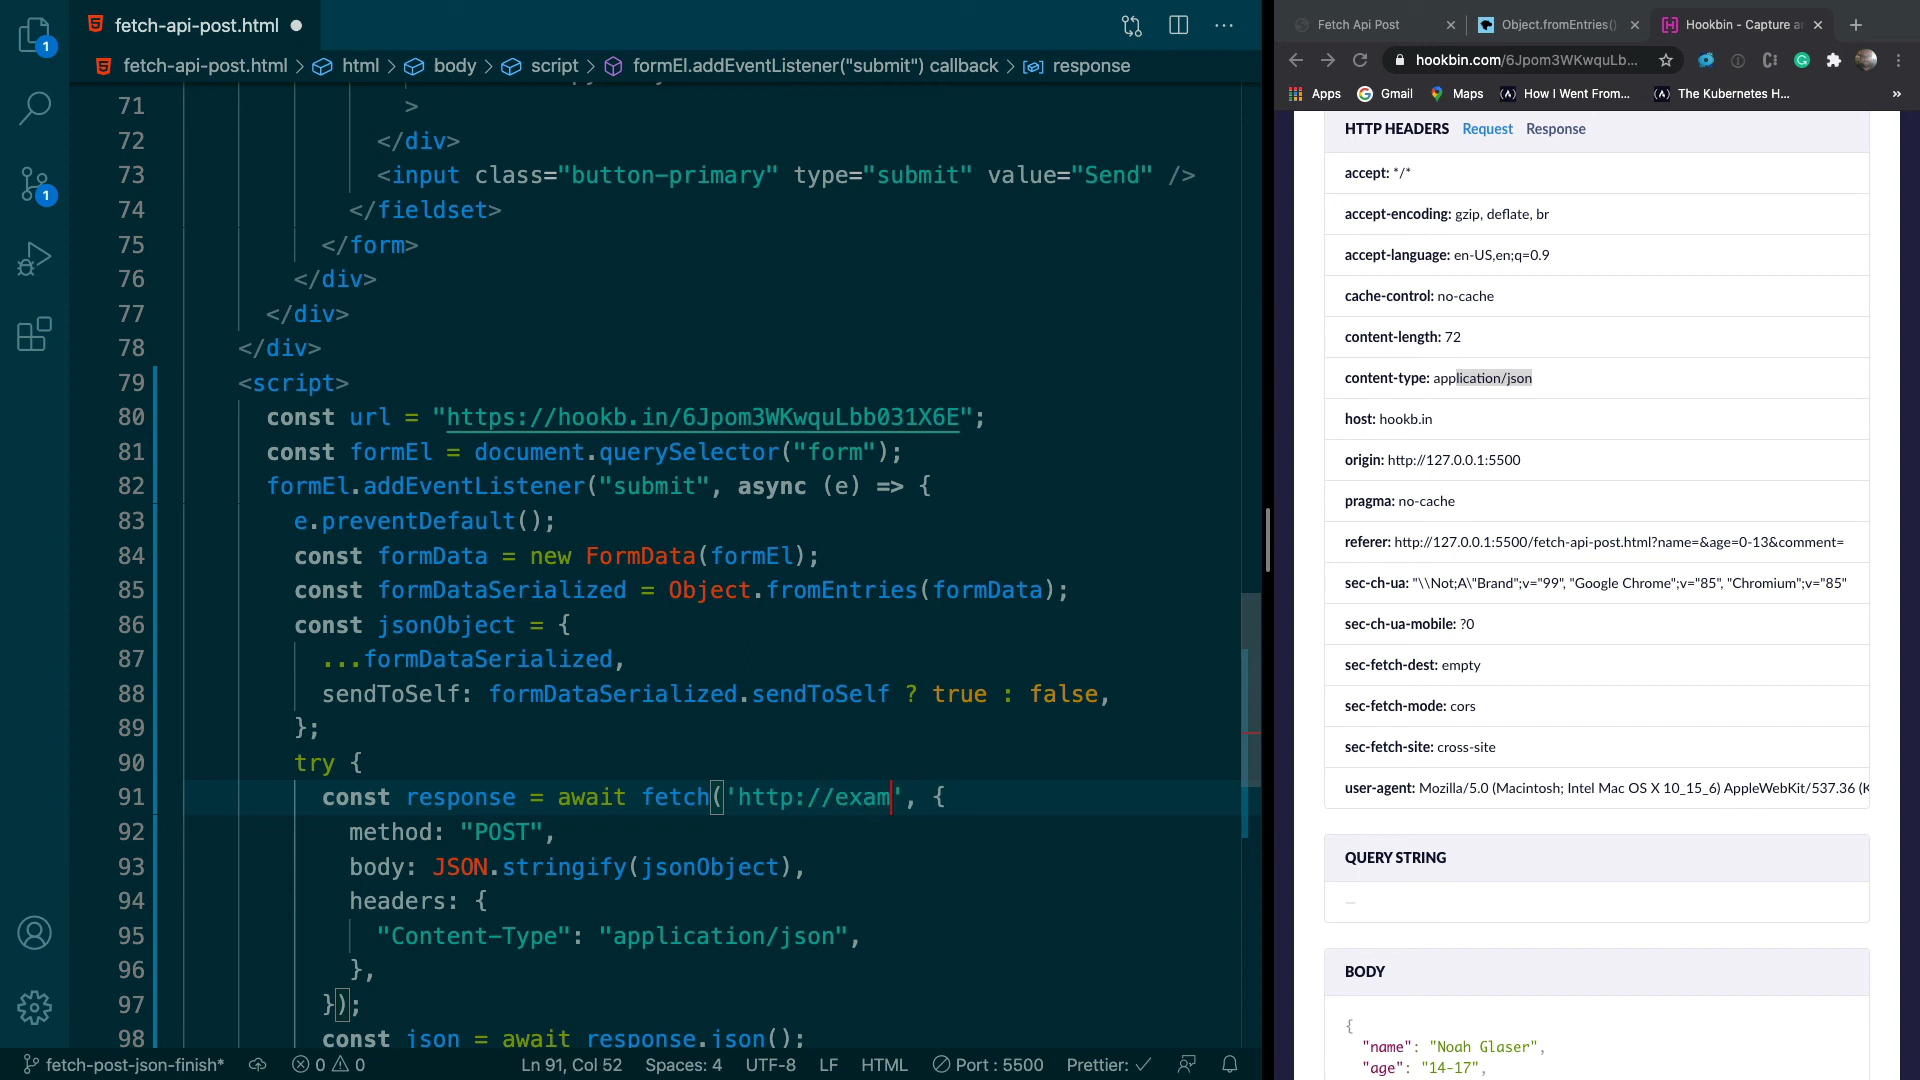 fetch-api-post.html
fetch-api-post.html > html > body > script > formEl.addEventListener("submit") callback > response
71 >
72 </div>
73 <input class="button-primary" type="submit" value="Send" />
74 </fieldset>
75 </form>
76 </div>
77 </div>
78 </div>
79 <script>
80 const url = "https://hookb.in/6Jpom3WKwquLbb031X6E";
81 const formEl = document.querySelector("form");
82 formEl.addEventListener("submit", async (e) => {
83 e.preventDefault();
84 const formData = new FormData(formEl);
85 const formDataSerialized = Object.fromEntries(formData);
86 const jsonObject = {
87 ...formDataSerialized,
88 sendToSelf: formDataSerialized.sendToSelf ? true : false,
89 };
90 try {
91 const response = await fetch('http://exam', {
92 method: "POST",
93 body: JSON.stringify(jsonObject),
94 headers: {
95 "Content-Type": "application/json",
96 },
97 });
98 const json = await response.json();
1
1
fetch-post-json-finish* 0 0 Ln 91, Col 52 Spaces: 4 UTF-8 LF HTML Port : 5500 Prettier: ✓
Fetch Api Post Object.fromEntries() Hookbin - Capture a
hookbin.com/6Jpom3WKwquLb...
Apps Gmail Maps How I Went From... The Kubernetes H... »
HTTP HEADERS Request Response
accept: */*
accept-encoding: gzip, deflate, br
accept-language: en-US,en;q=0.9
cache-control: no-cache
content-length: 72
content-type: application/json
host: hookb.in
origin: http://127.0.0.1:5500
pragma: no-cache
referer: http://127.0.0.1:5500/fetch-api-post.html?name=&age=0-13&comment=
sec-ch-ua: "\\Not;A\"Brand";v="99", "Google Chrome";v="85", "Chromium";v="85"
sec-ch-ua-mobile: ?0
sec-fetch-dest: empty
sec-fetch-mode: cors
sec-fetch-site: cross-site
user-agent: Mozilla/5.0 (Macintosh; Intel Mac OS X 10_15_6) AppleWebKit/537.36 (K
QUERY STRING
—
BODY
{
"name": "Noah Glaser",
"age": "14-17",